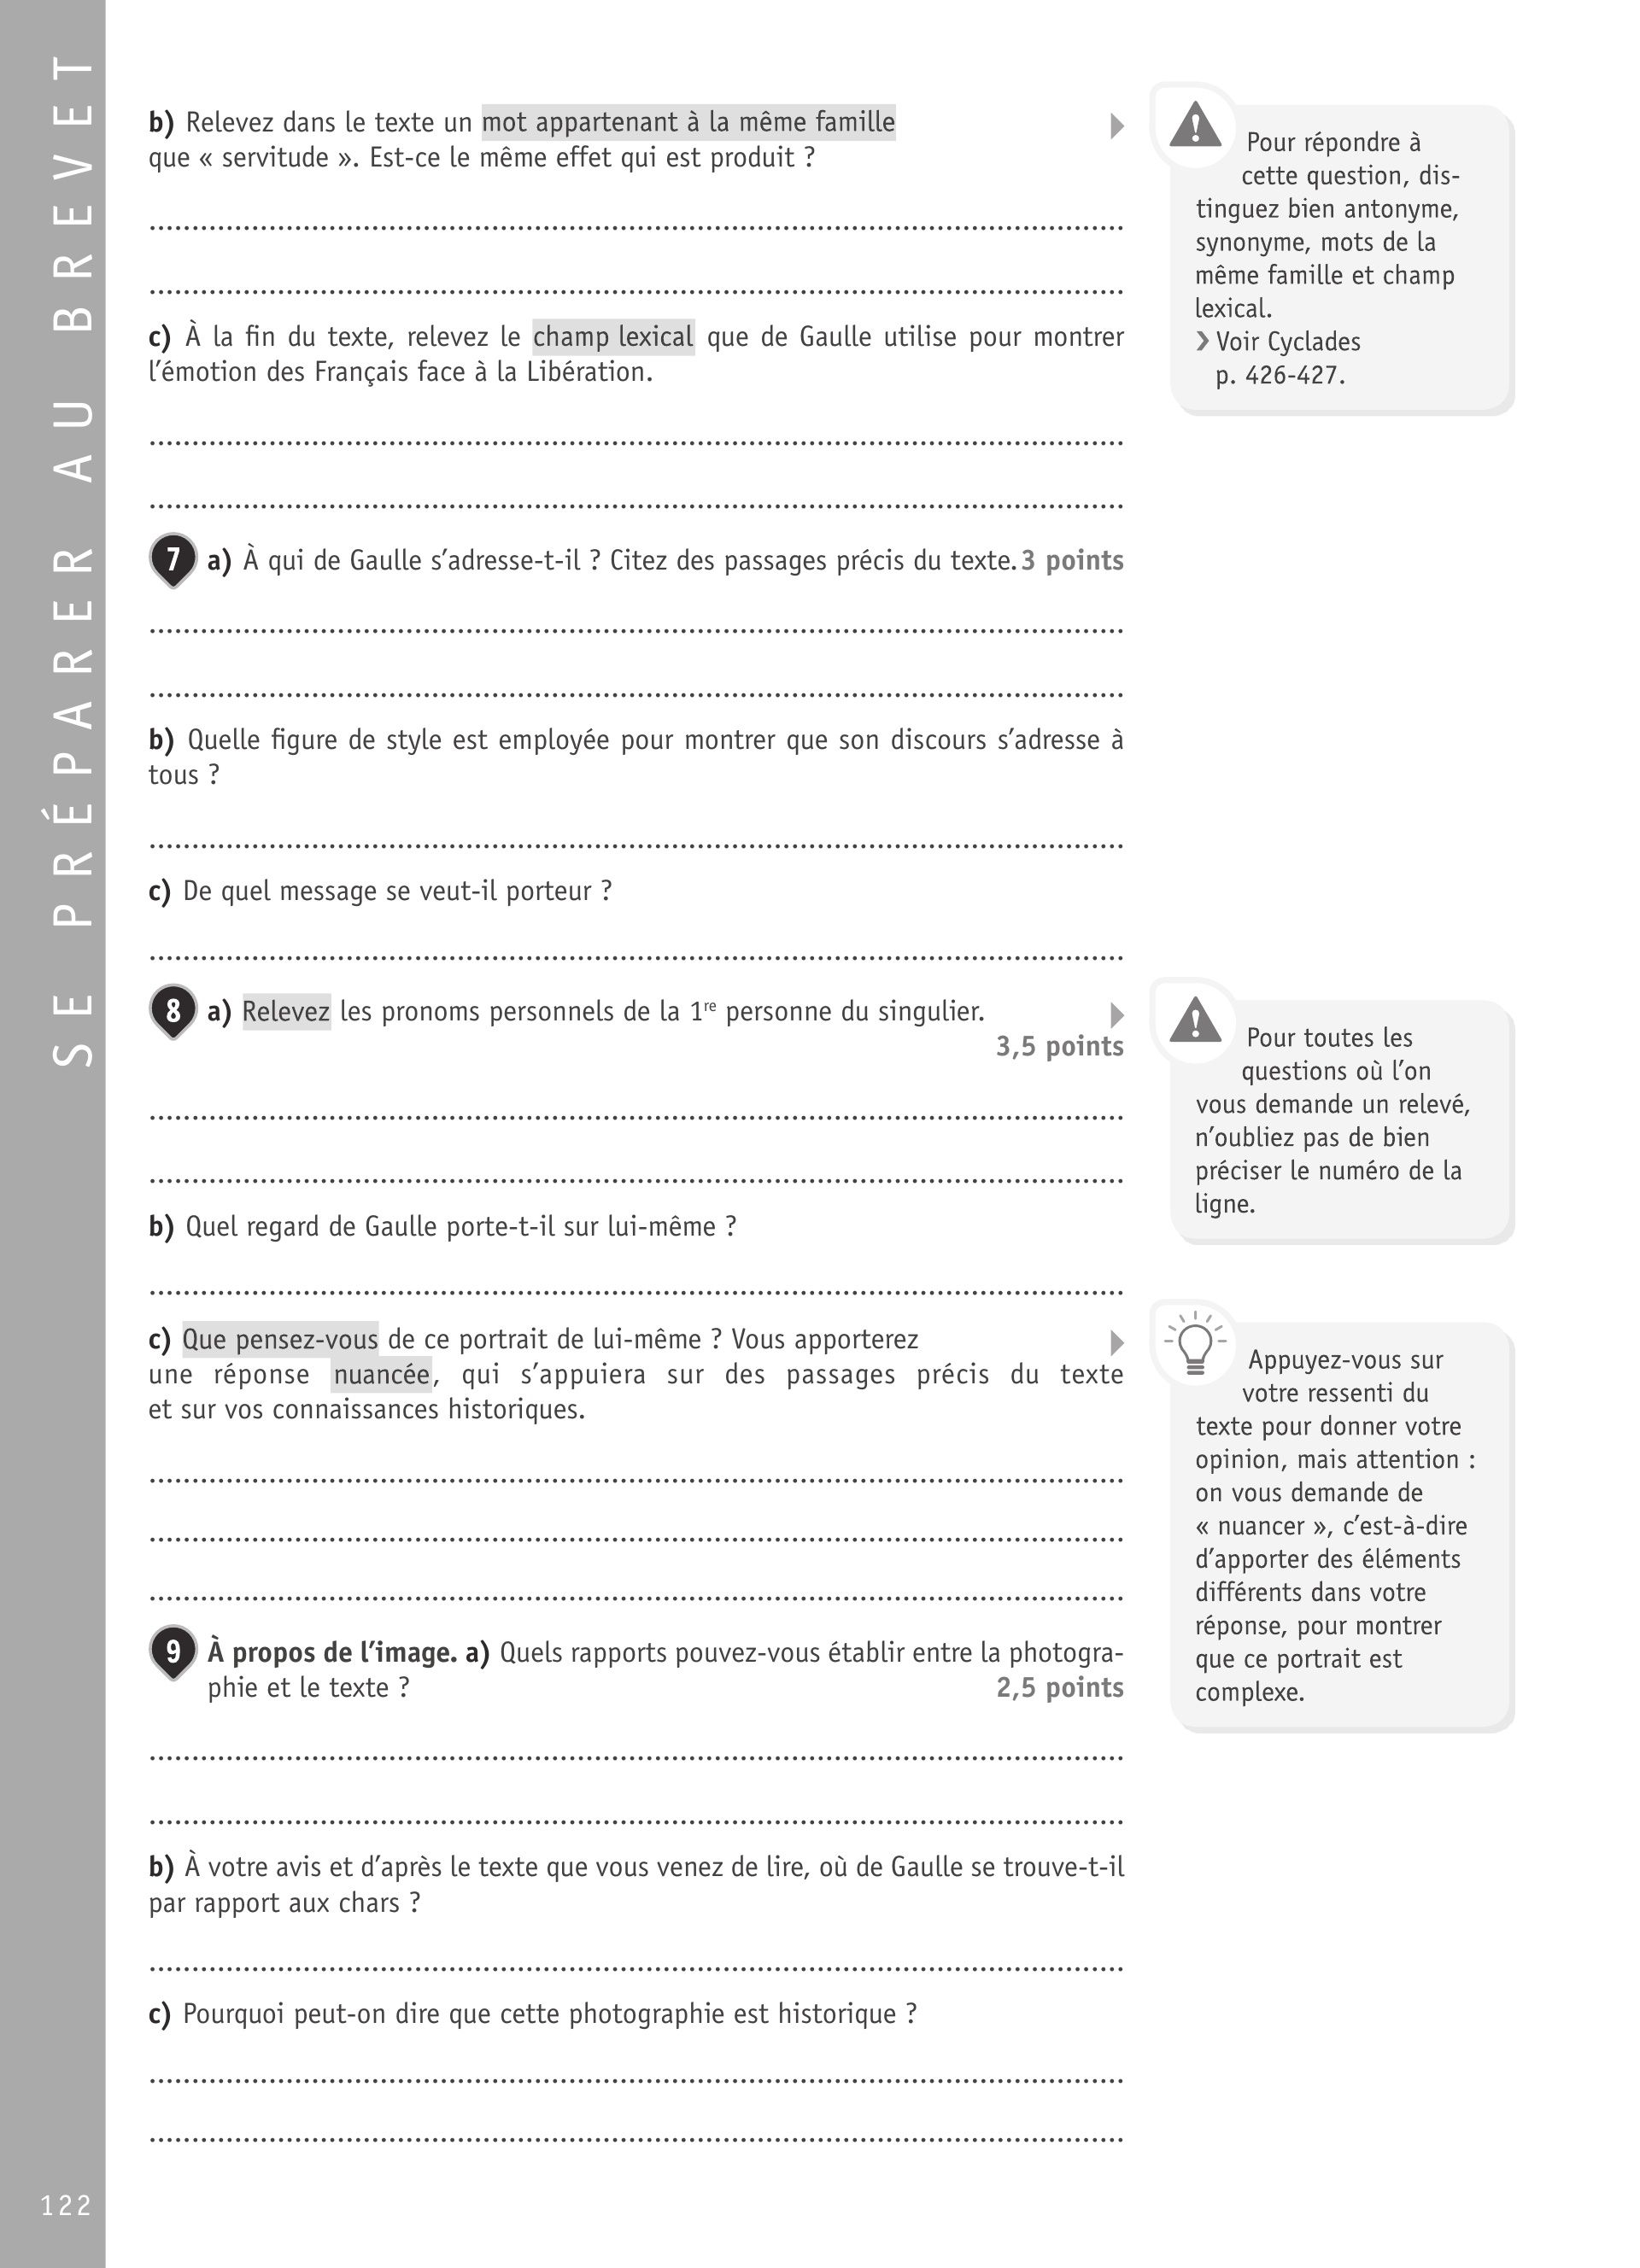 SE PRÉPARER AU BREVET
b) Relevez dans le texte un mot appartenant à la même famille
que « servitude ». Est-ce le même effet qui est produit ?
Pour répondre à
cette question, dis-
tinguez bien antonyme,
synonyme, mots de la
même famille et champ
lexical.
› Voir Cyclades
p. 426-427.
c) À la fin du texte, relevez le champ lexical que de Gaulle utilise pour montrer
l’émotion des Français face à la Libération.
7 a) À qui de Gaulle s’adresse-t-il ? Citez des passages précis du texte. 3 points
b) Quelle figure de style est employée pour montrer que son discours s’adresse à
tous ?
c) De quel message se veut-il porteur ?
8 a) Relevez les pronoms personnels de la 1re personne du singulier.
3,5 points
Pour toutes les
questions où l’on
vous demande un relevé,
n’oubliez pas de bien
préciser le numéro de la
ligne.
b) Quel regard de Gaulle porte-t-il sur lui-même ?
c) Que pensez-vous de ce portrait de lui-même ? Vous apporterez
une réponse nuancée, qui s’appuiera sur des passages précis du texte
et sur vos connaissances historiques.
Appuyez-vous sur
votre ressenti du
texte pour donner votre
opinion, mais attention :
on vous demande de
« nuancer », c’est-à-dire
d’apporter des éléments
différents dans votre
réponse, pour montrer
que ce portrait est
complexe.
9 À propos de l’image. a) Quels rapports pouvez-vous établir entre la photogra-
phie et le texte ? 2,5 points
b) À votre avis et d’après le texte que vous venez de lire, où de Gaulle se trouve-t-il
par rapport aux chars ?
c) Pourquoi peut-on dire que cette photographie est historique ?
122